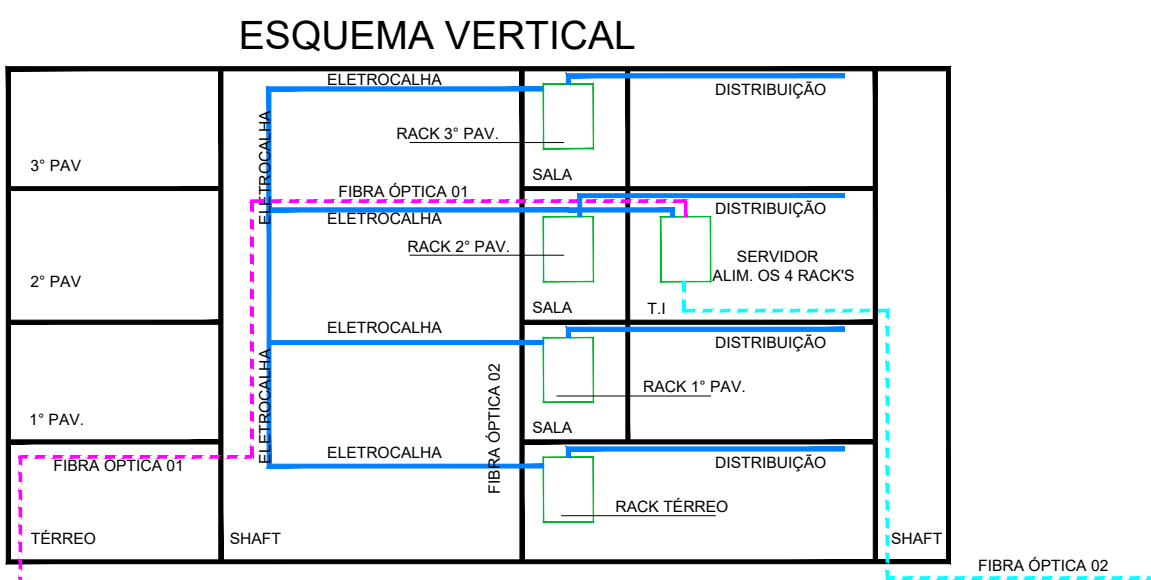 ESQUEMA VERTICAL
ELETROCALHA
DISTRIBUIÇÃO
ELETROCALHA
RACK 3° PAV.
3° PAV
SALA
FIBRA ÓPTICA 01
ELETROCALHA
DISTRIBUIÇÃO
RACK 2° PAV.
SERVIDOR
ALIM. OS 4 RACK'S
2° PAV
SALA
T.I
ELETROCALHA
DISTRIBUIÇÃO
ELETROCALHA
FIBRA ÓPTICA 02
RACK 1° PAV.
1° PAV.
SALA
ELETROCALHA
FIBRA OPTICA 01
DISTRIBUIÇÃO
RACK TÉRREO
TÉRREO
SHAFT
SHAFT
FIBRA ÓPTICA 02